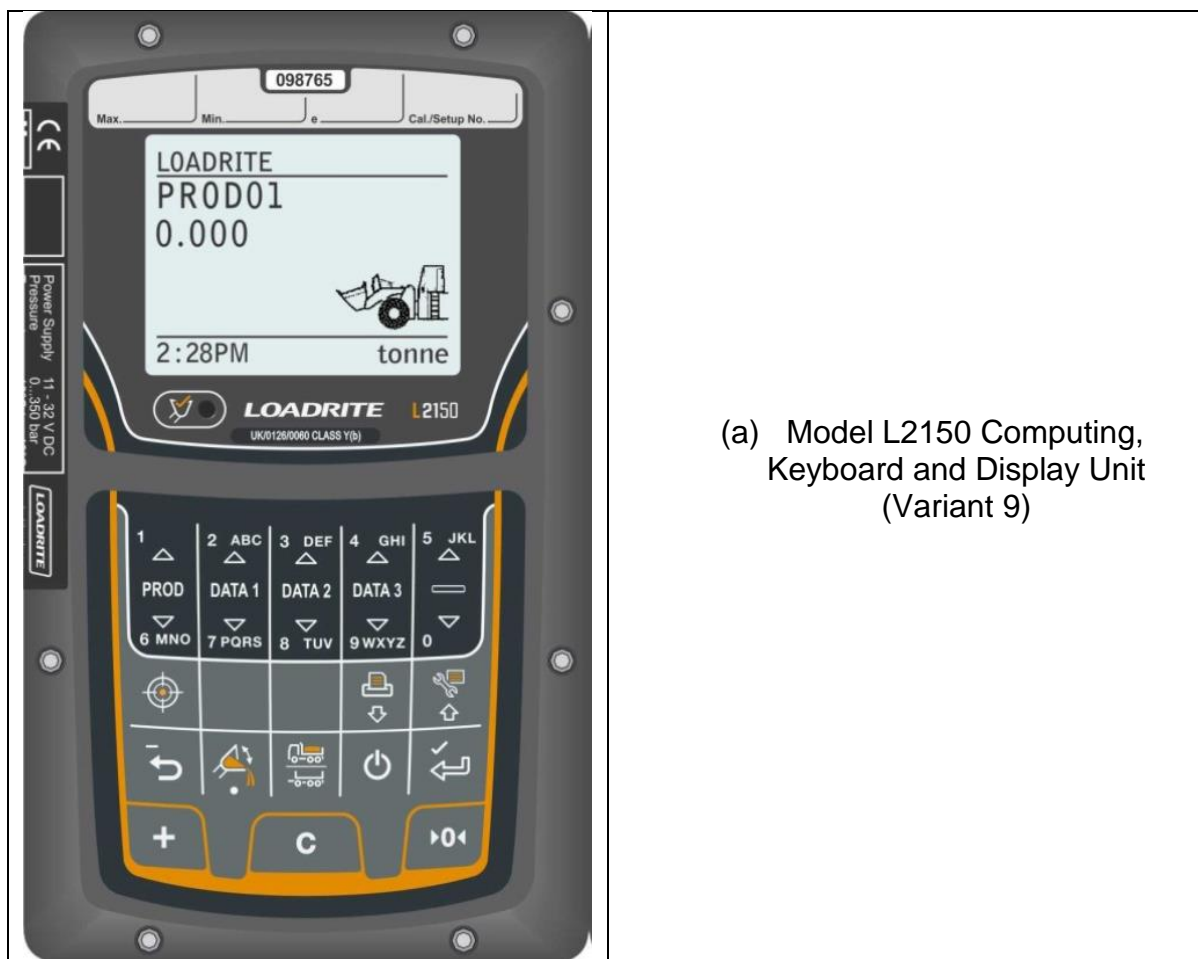 098765
Max. Min. e Cal./Setup No.
LOADRITE
PROD01
0.000
2:28PM tonne
LOADRITE L2150
UK/0126/0060 CLASS Y(b)
CE
Power Supply 11 - 32 V DC
Pressure 0...350 bar
LOADRITE
1 2 ABC 3 DEF 4 GHI 5 JKL
PROD DATA 1 DATA 2 DATA 3
6 MNO 7 PQRS 8 TUV 9 WXYZ 0
+ C 0
(a) Model L2150 Computing,
Keyboard and Display Unit
(Variant 9)